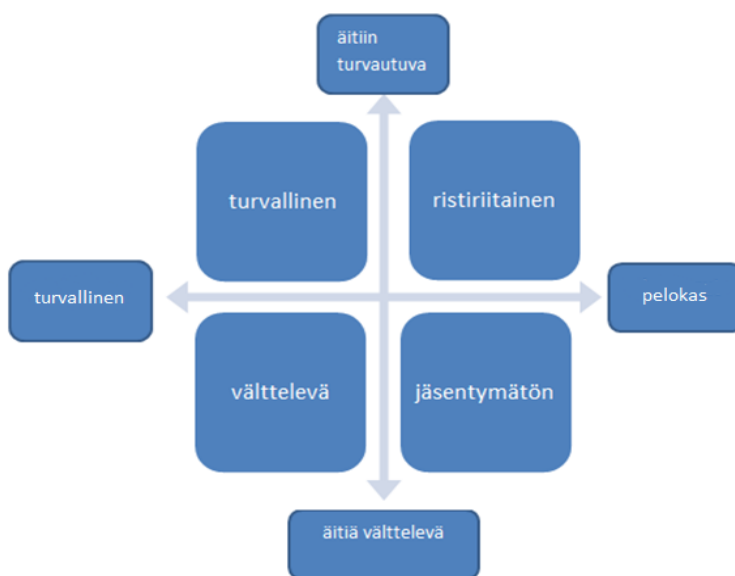 äitiin
turvautuva
turvallinen
ristiriitainen
turvallinen
pelokas
välttelevä
jäsentymätön
äitiä välttelevä